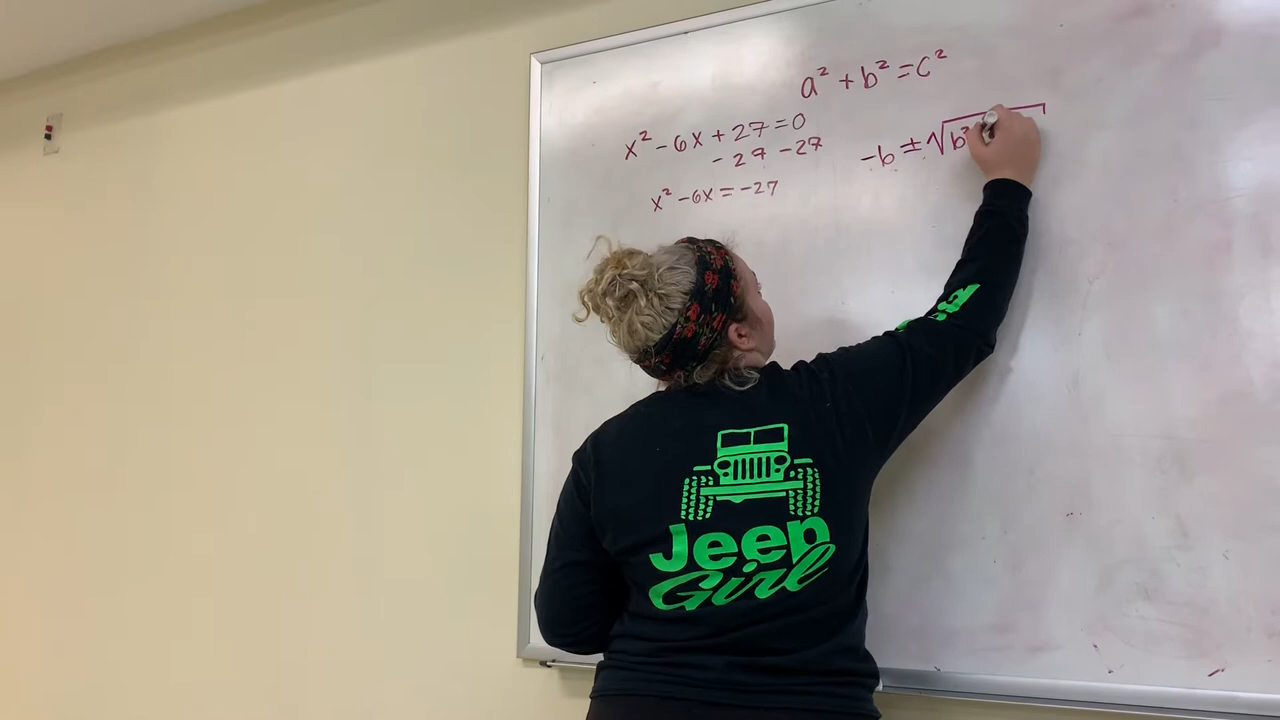 a² + b² = c²
x² - 6x + 27 = 0
- 27 - 27
x² - 6x = -27
-b ± √b²
Jeep
Girl